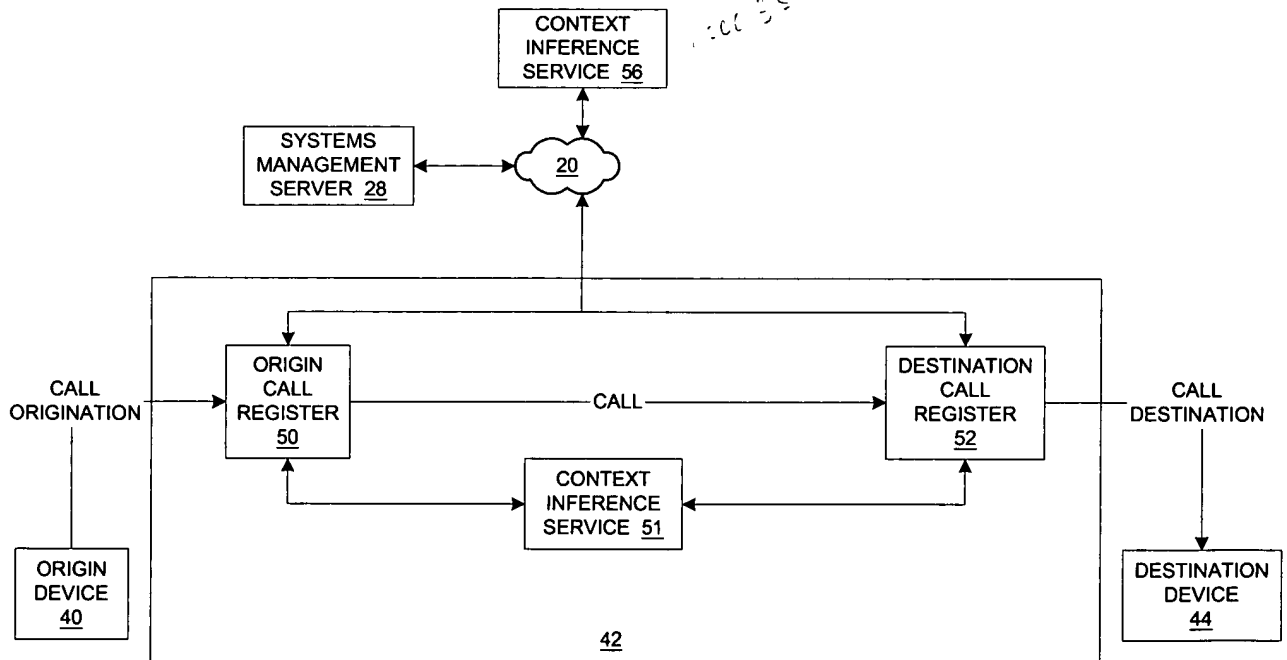 CONTEXT
INFERENCE
SERVICE 56
SYSTEMS
MANAGEMENT
SERVER 28
20
CALL
ORIGINATION
ORIGIN
CALL
REGISTER
50
CALL
DESTINATION
CALL
REGISTER
52
CALL
DESTINATION
CONTEXT
INFERENCE
SERVICE 51
ORIGIN
DEVICE
40
DESTINATION
DEVICE
44
42